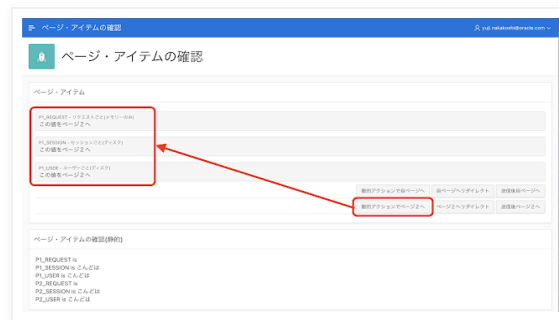 ページ・アイテムの確認
yuji.nakakoshi@oracle.com
ページ・アイテムの確認
ページ・アイテム
P1_REQUEST - リクエストごと(メモリーのみ)
この値をページ2へ
P1_SESSION - セッションごと(ディスク)
この値をページ2へ
P1_USER - ユーザーごと(ディスク)
この値をページ2へ
動的アクションで自ページへ 自ページへリダイレクト 送信後自ページへ
動的アクションでページ2へ ページ2へリダイレクト 送信後ページ2へ
ページ・アイテムの確認(静的)
P1_REQUEST is
P1_SESSION is こんどは
P1_USER is こんどは
P2_REQUEST is
P2_SESSION is こんどは
P2_USER is こんどは